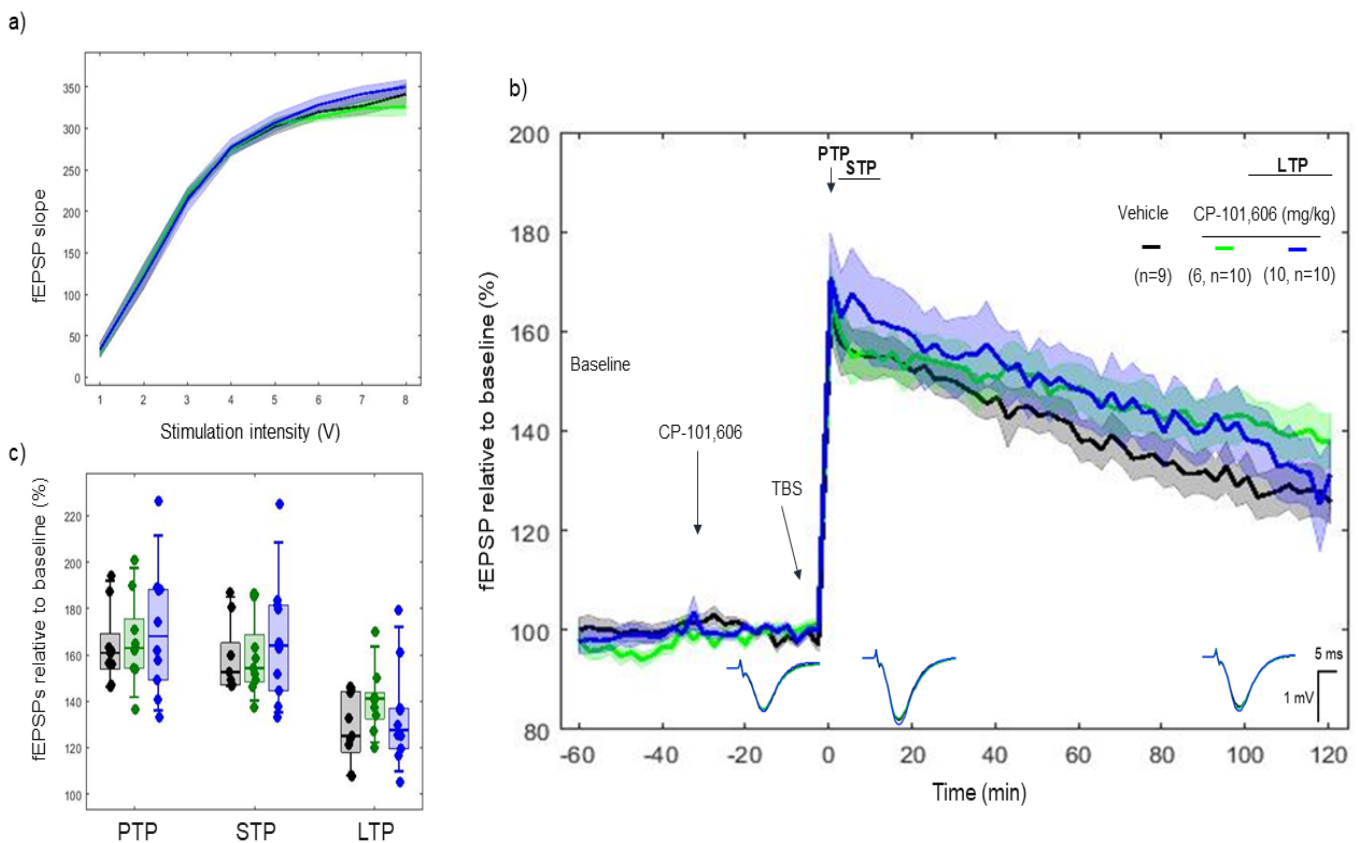 a)
fEPSP slope
350
300
250
200
150
100
50
0
1 2 3 4 5 6 7 8
Stimulation intensity (V)
b)
fEPSP relative to baseline (%)
200
180
160
140
120
100
80
PTP
STP
LTP
Vehicle CP-101,606 (mg/kg)
(n=9) (6, n=10) (10, n=10)
Baseline
CP-101,606
TBS
5 ms
1 mV
-60 -40 -20 0 20 40 60 80 100 120
Time (min)
c)
fEPSPs relative to baseline (%)
220
200
180
160
140
120
100
PTP STP LTP